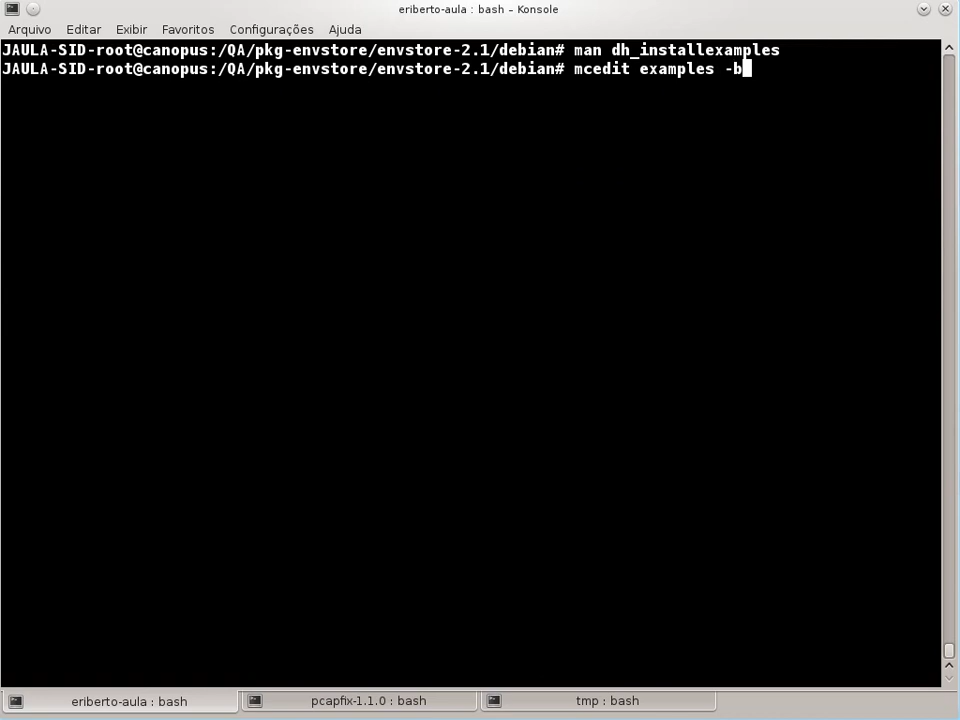 eriberto-aula : bash – Konsole
Arquivo Editar Exibir Favoritos Configurações Ajuda
JAULA-SID-root@canopus:/QA/pkg-envstore/envstore-2.1/debian# man dh_installexamples
JAULA-SID-root@canopus:/QA/pkg-envstore/envstore-2.1/debian# mcedit examples -b
eriberto-aula : bash pcapfix-1.1.0 : bash tmp : bash